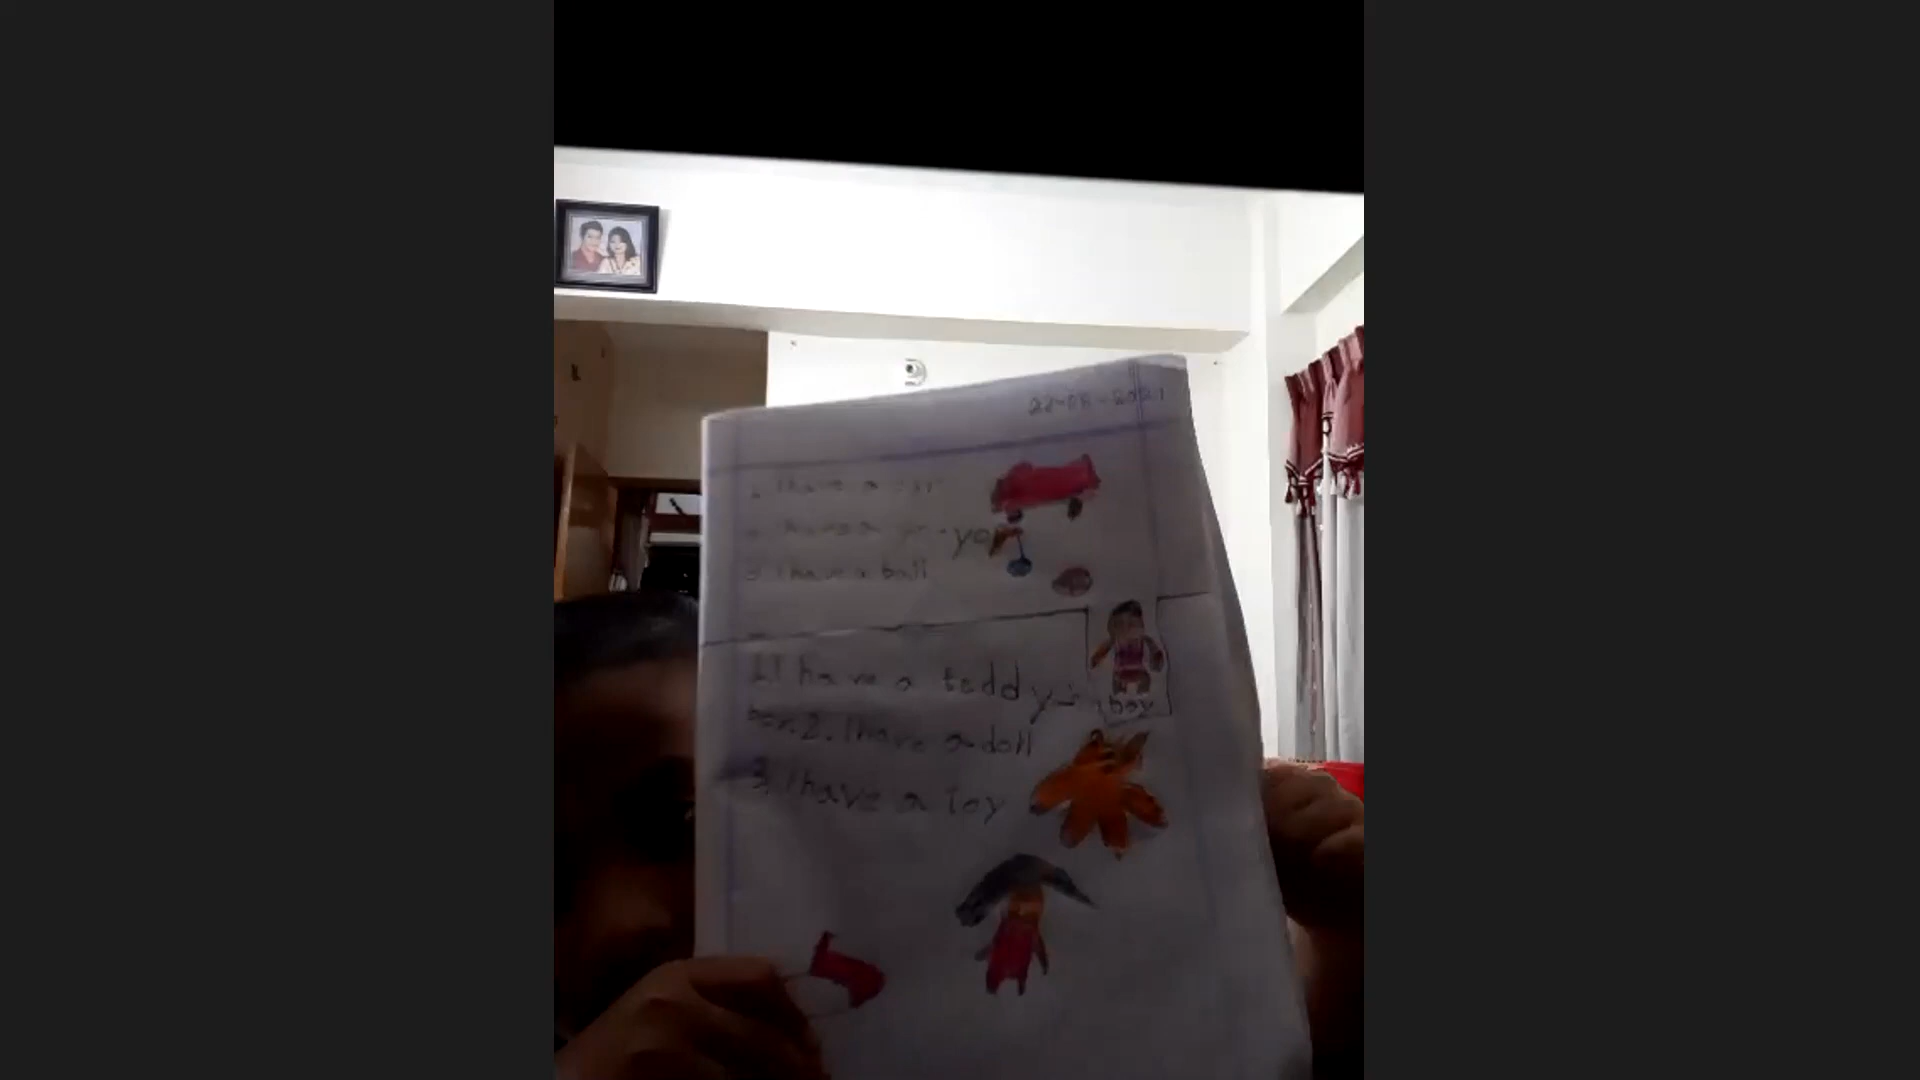 1. I have a car
2. I have a yo-yo
3. I have a ball
1. I have a teddy-
boy
2. I have a doll
3. I have a Toy